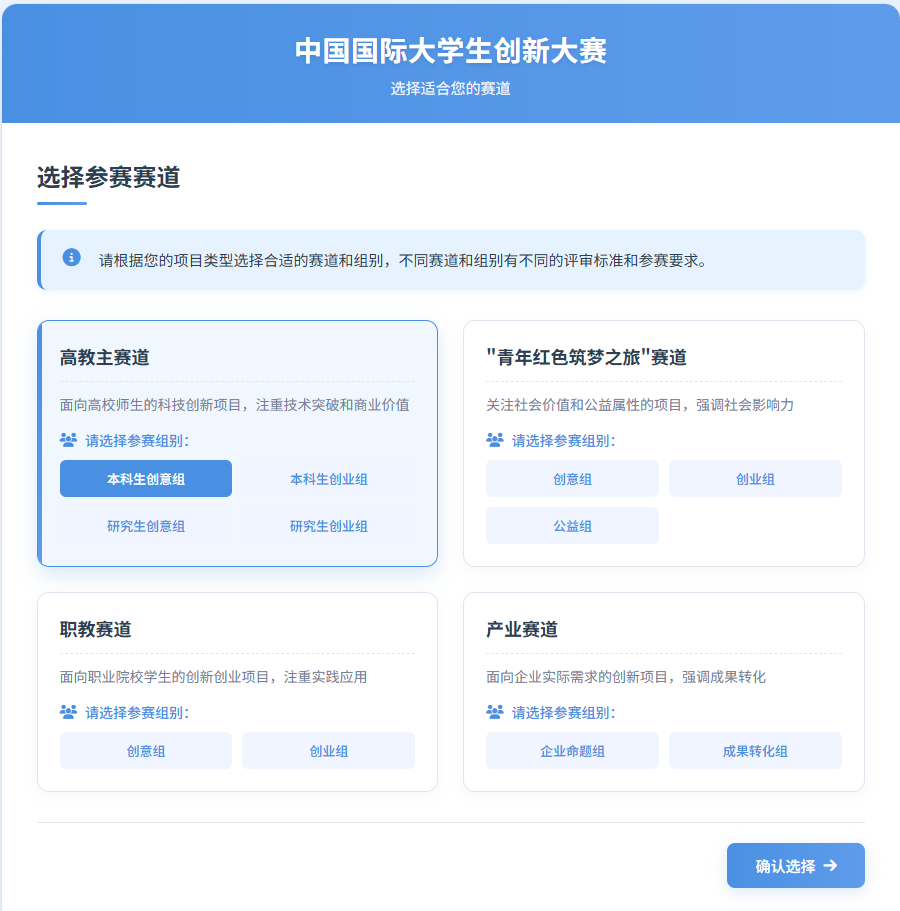 中国国际大学生创新大赛
选择适合您的赛道
选择参赛赛道
请根据您的项目类型选择合适的赛道和组别，不同赛道和组别有不同的评审标准和参赛要求。
高教主赛道
面向高校师生的科技创新项目，注重技术突破和商业价值
请选择参赛组别：
本科生创意组
本科生创业组
研究生创意组
研究生创业组
"青年红色筑梦之旅"赛道
关注社会价值和公益属性的项目，强调社会影响力
请选择参赛组别：
创意组
创业组
公益组
职教赛道
面向职业院校学生的创新创业项目，注重实践应用
请选择参赛组别：
创意组
创业组
产业赛道
面向企业实际需求的创新项目，强调成果转化
请选择参赛组别：
企业命题组
成果转化组
确认选择 →